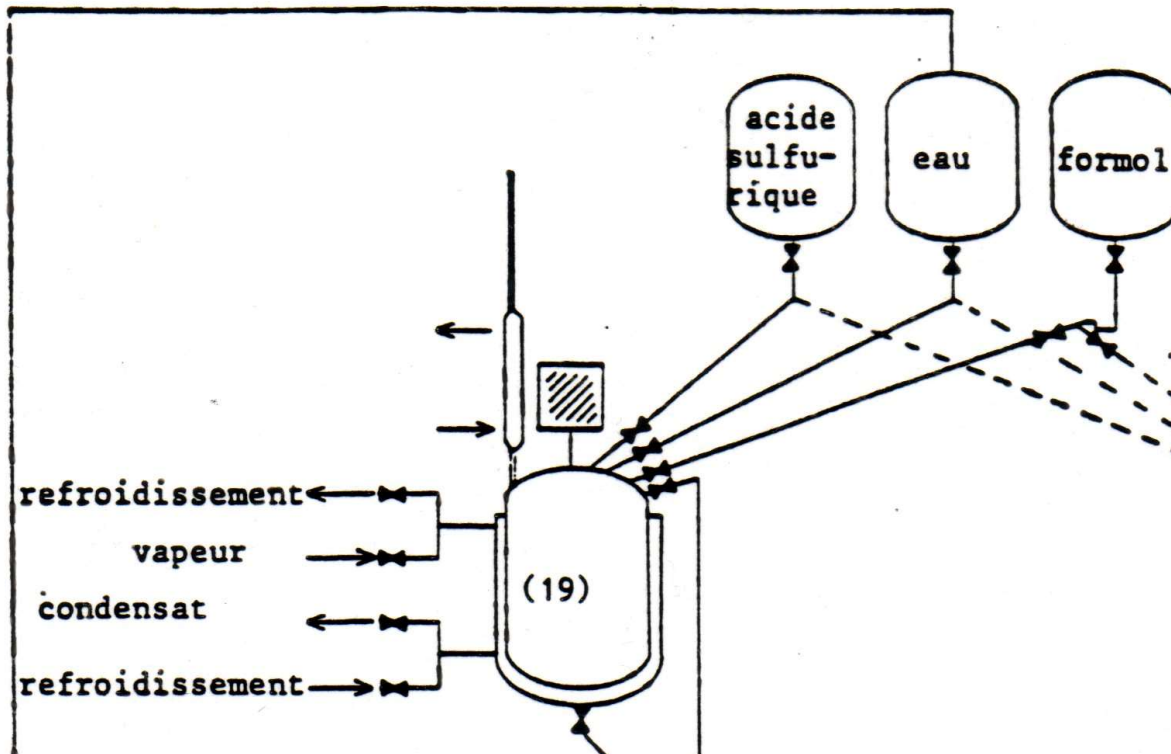 acide
sulfu-
rique
eau
formol
refroidissement
vapeur
(19)
condensat
refroidissement